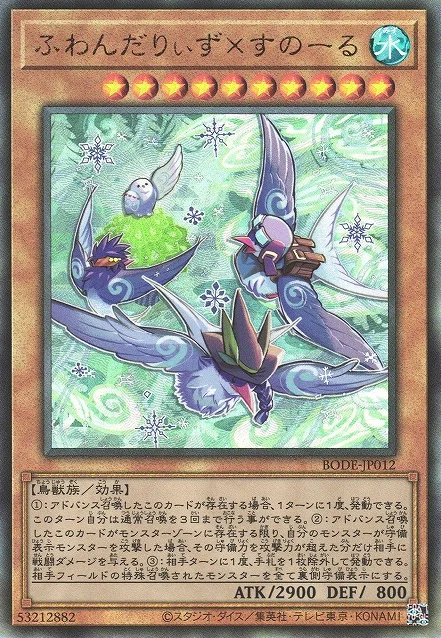 ふわんだりぃず×すのーる
水
BODE-JP012
【鳥獣族/効果】
①:アドバンス召喚したこのカードが存在する場合、1ターンに1度、発動できる。
このターン自分は通常召喚を3回まで行う事ができる。②:アドバンス召喚し
たこのカードがモンスターゾーンに存在する限り、自分のモンスターが守備
表示モンスターを攻撃した場合、その守備力を攻撃力が超えた分だけ相手に
戦闘ダメージを与える。③:相手ターンに1度、手札を1枚除外して発動できる。
相手フィールドの特殊召喚されたモンスターを全て裏側守備表示にする。
ATK/2900 DEF/ 800
53212882 ©スタジオ・ダイス/集英社・テレビ東京・KONAMI